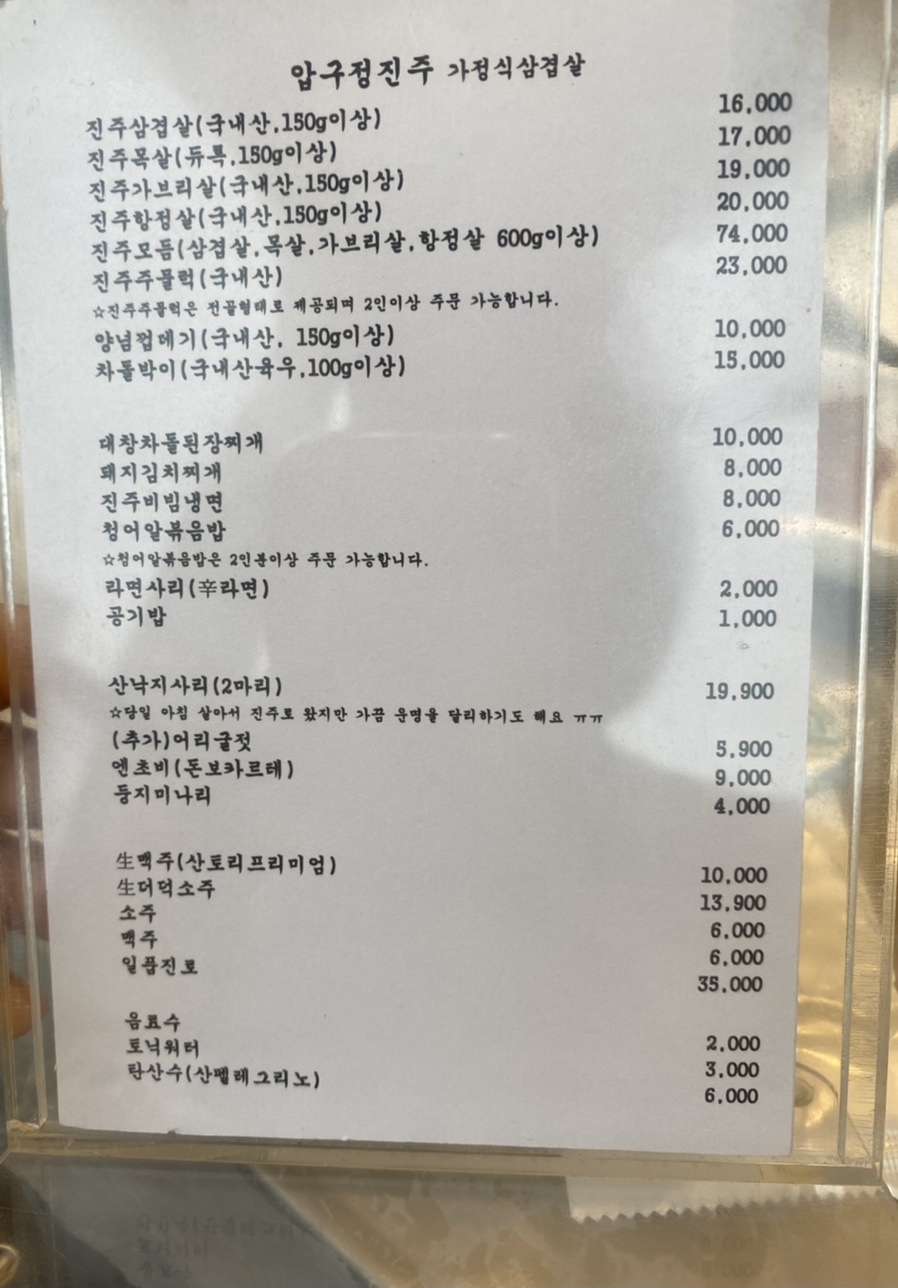 압구정진주 가정식삼겹살
진주삼겹살(국내산,150g이상) 16,000
진주목살(듀록,150g이상) 17,000
진주가브리살(국내산,150g이상) 19,000
진주항정살(국내산,150g이상) 20,000
진주모듬(삼겹살,목살,가브리살,항정살 600g이상) 74,000
진주주물럭(국내산) 23,000
☆진주주물럭은 전골형태로 제공되며 2인이상 주문 가능합니다.
양념껍데기(국내산, 150g이상) 10,000
차돌박이(국내산육우,100g이상) 15,000
대창차돌된장찌개 10,000
돼지김치찌개 8,000
진주비빔냉면 8,000
청어알볶음밥 6,000
☆청어알볶음밥은 2인분이상 주문 가능합니다.
라면사리(辛라면) 2,000
공기밥 1,000
산낙지사리(2마리) 19,900
☆당일 아침 살아서 진주로 왔지만 가끔 운명을 달리하기도 해요 ㅠㅠ
(추가)어리굴젓 5,900
엔초비(돈보카르테) 9,000
둥지미나리 4,000
生맥주(산토리프리미엄) 10,000
生더덕소주 13,900
소주 6,000
맥주 6,000
일품진로 35,000
음료수 2,000
토닉워터 3,000
탄산수(산펠레그리노) 6,000